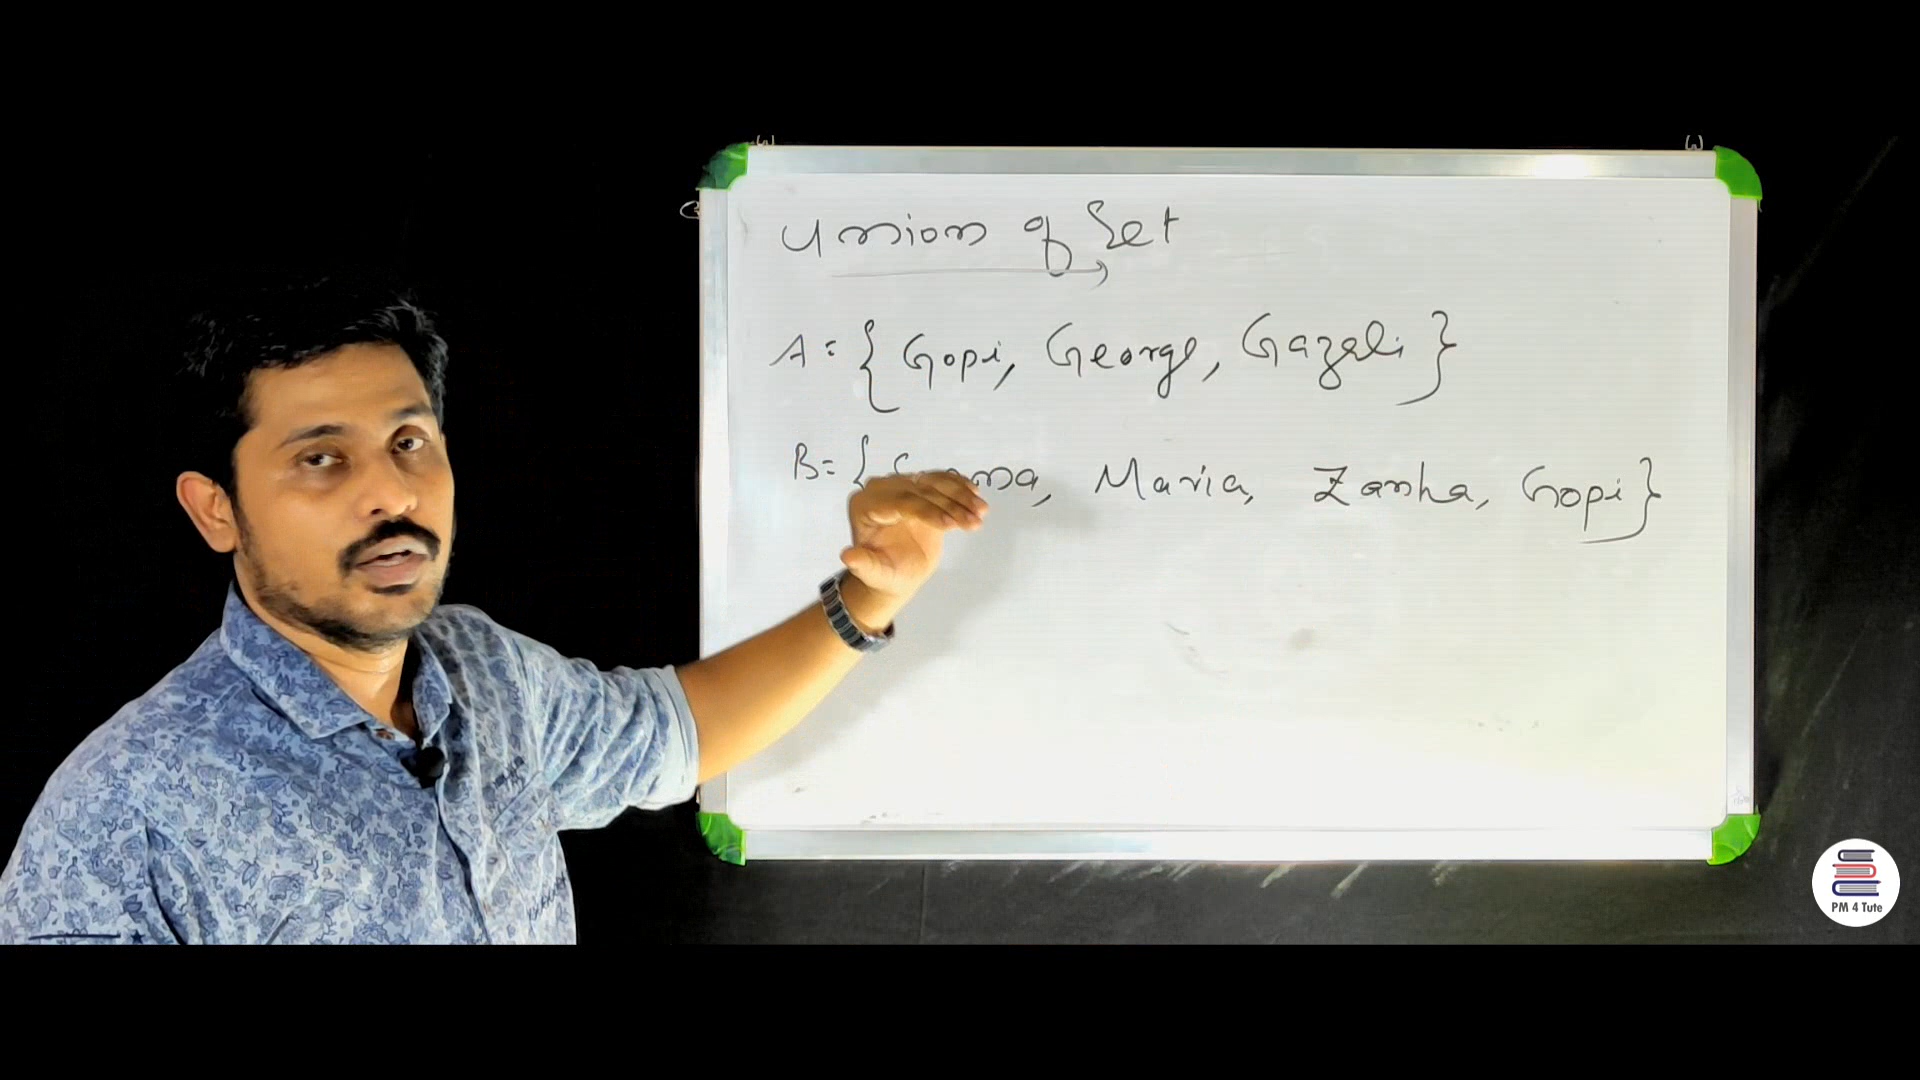 Union of Set
A = { Gopi, George, Gazali }
B = { Maria, Zanha, Gopi }
PM 4 Tute